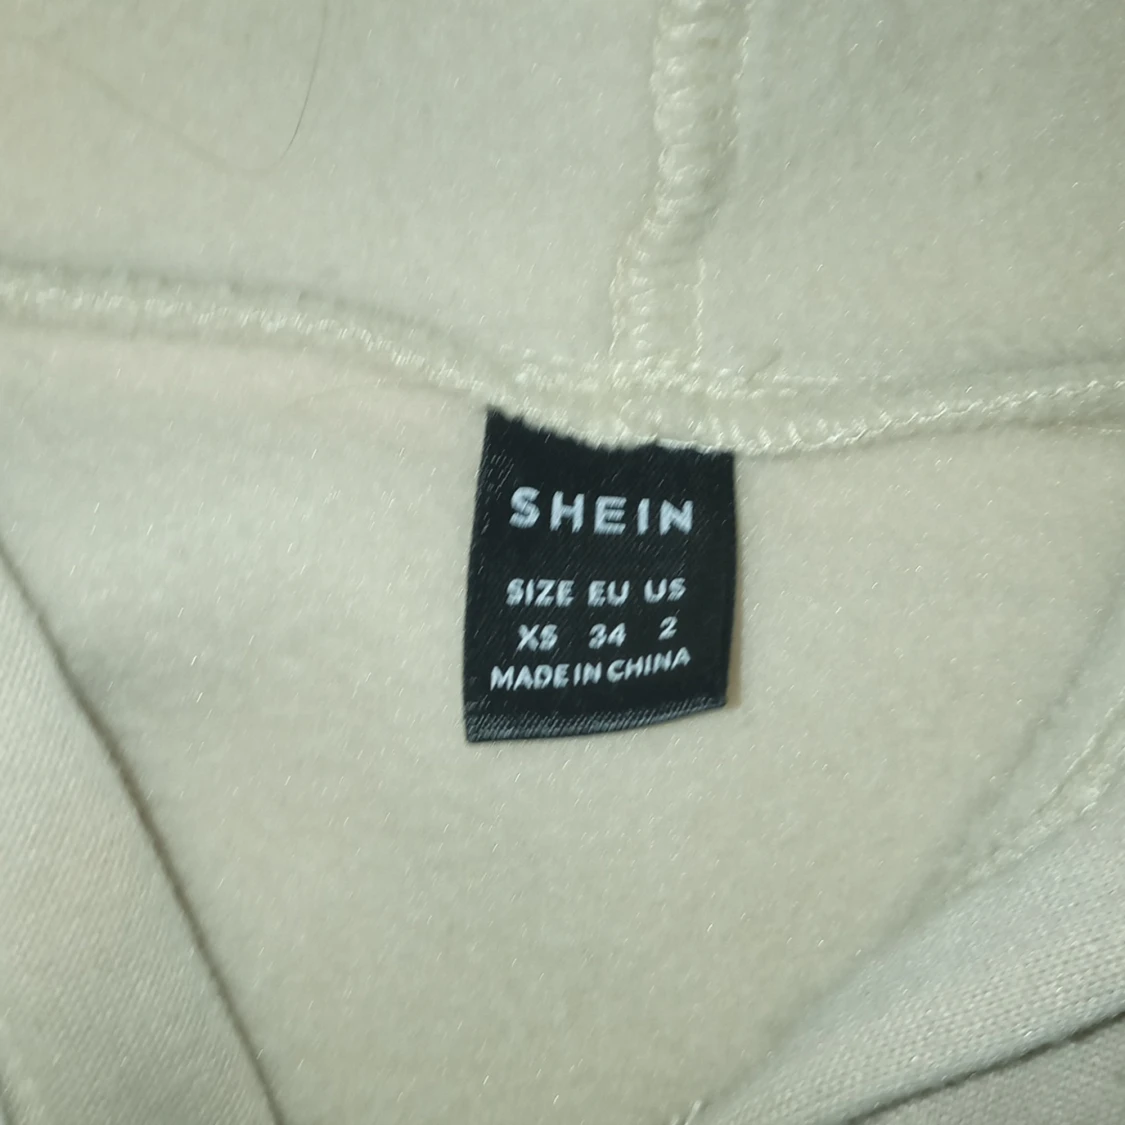 SHEIN
SIZE EU US
XS 34 2
MADE IN CHINA